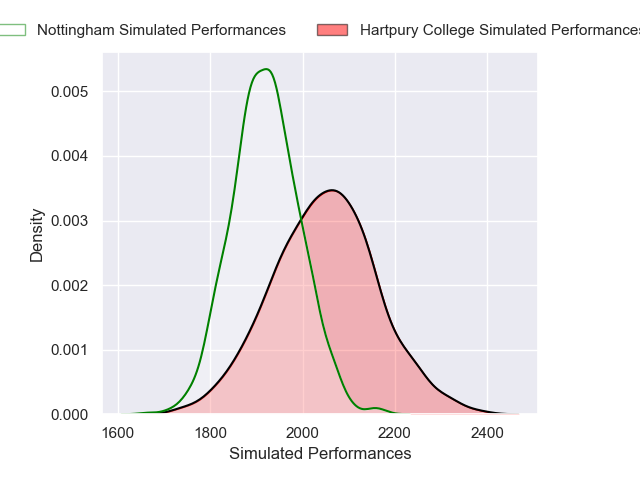 Nottingham Simulated Performances
Hartpury College Simulated Performances
0.005
0.004
0.003
0.002
0.001
0.000
Density
1600 1800 2000 2200 2400
Simulated Performances